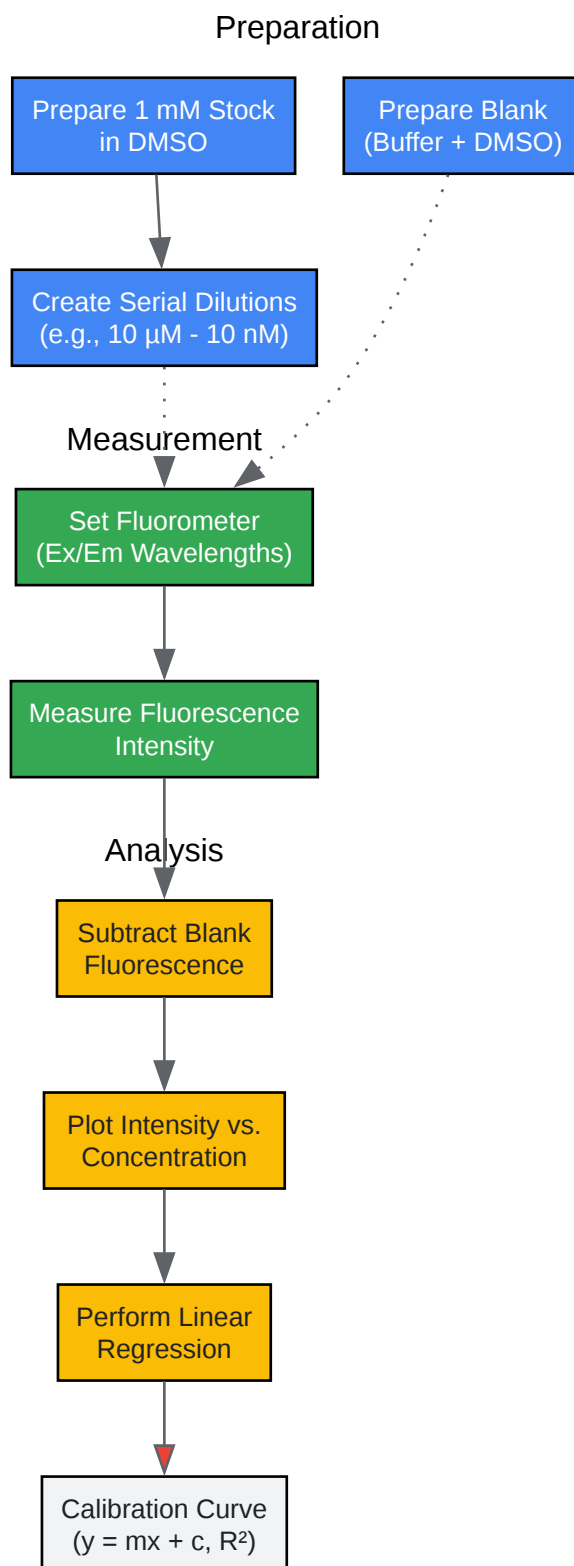 Preparation
Prepare 1 mM Stock
in DMSO
Prepare Blank
(Buffer + DMSO)
Create Serial Dilutions
(e.g., 10 µM - 10 nM)
Measurement
Set Fluorometer
(Ex/Em Wavelengths)
Measure Fluorescence
Intensity
Analysis
Subtract Blank
Fluorescence
Plot Intensity vs.
Concentration
Perform Linear
Regression
Calibration Curve
(y = mx + c, R²)